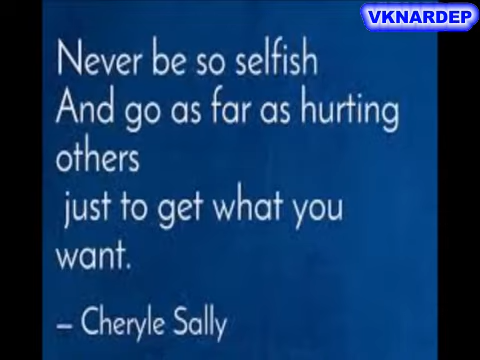 VKNARDEP
Never be so selfish
And go as far as hurting
others
just to get what you
want.
– Cheryle Sally